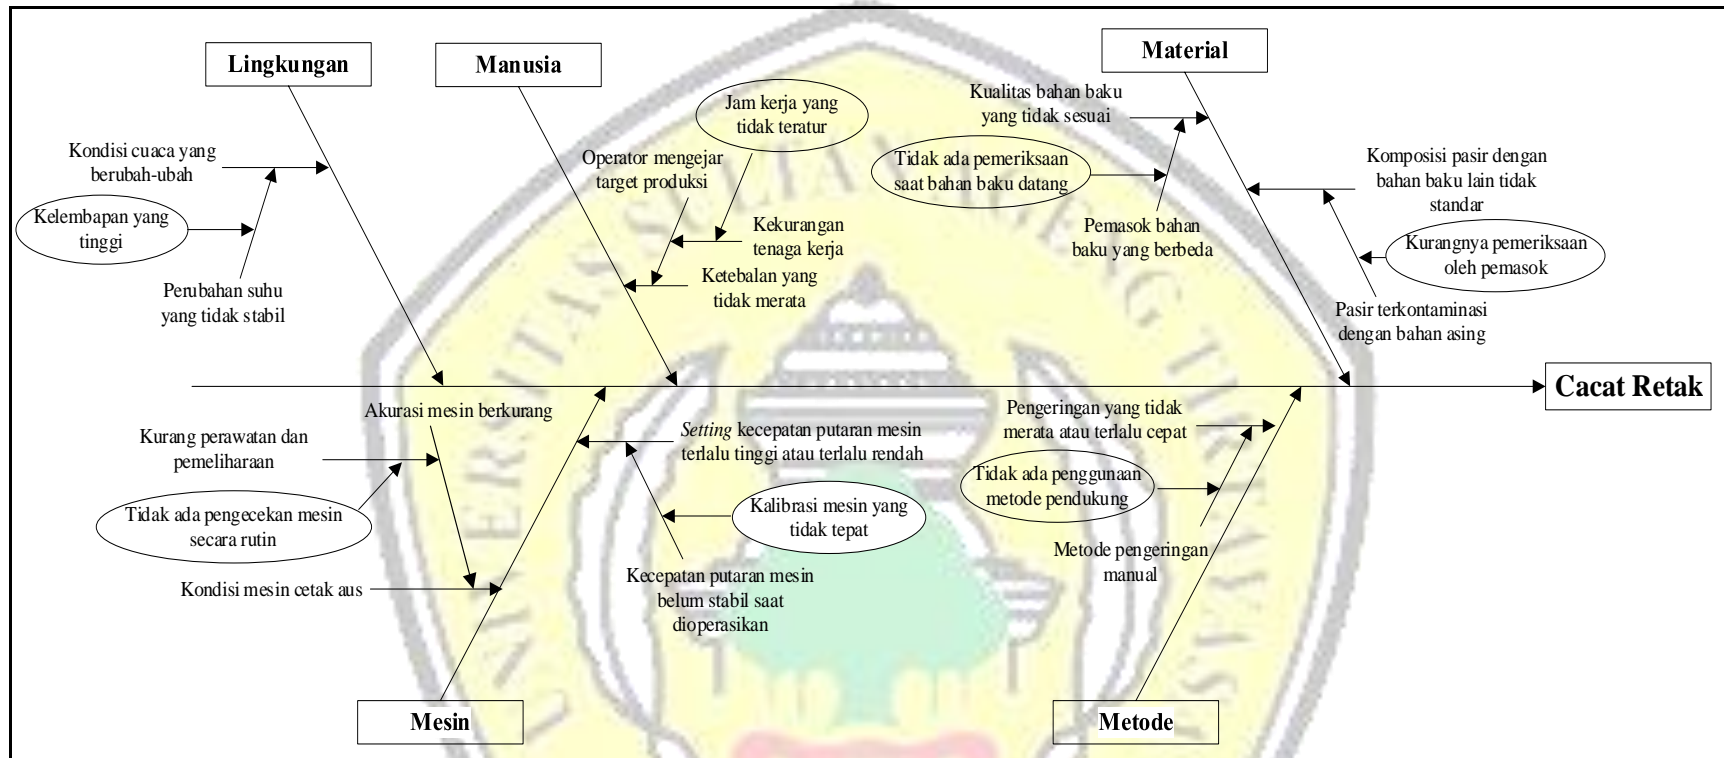 Lingkungan
Manusia
Material
Jam kerja yang
tidak teratur
Kualitas bahan baku
yang tidak sesuai
Kondisi cuaca yang
berubah-ubah
Operator mengejar
target produksi
Tidak ada pemeriksaan
saat bahan baku datang
Komposisi pasir dengan
bahan baku lain tidak
standar
Kelembapan yang
tinggi
Kekurangan
tenaga kerja
Pemasok bahan
baku yang berbeda
Kurangnya pemeriksaan
oleh pemasok
Perubahan suhu
yang tidak stabil
Ketebalan yang
tidak merata
Pasir terkontaminasi
dengan bahan asing
Cacat Retak
Akurasi mesin berkurang
Kurang perawatan dan
pemeliharaan
Setting kecepatan putaran mesin
terlalu tinggi atau terlalu rendah
Pengeringan yang tidak
merata atau terlalu cepat
Tidak ada pengecekan mesin
secara rutin
Kalibrasi mesin yang
tidak tepat
Tidak ada penggunaan
metode pendukung
Kondisi mesin cetak aus
Kecepatan putaran mesin
belum stabil saat
dioperasikan
Metode pengeringan
manual
Mesin
Metode
UNIVERSITAS SULTAN AGENG TIRTAYASA